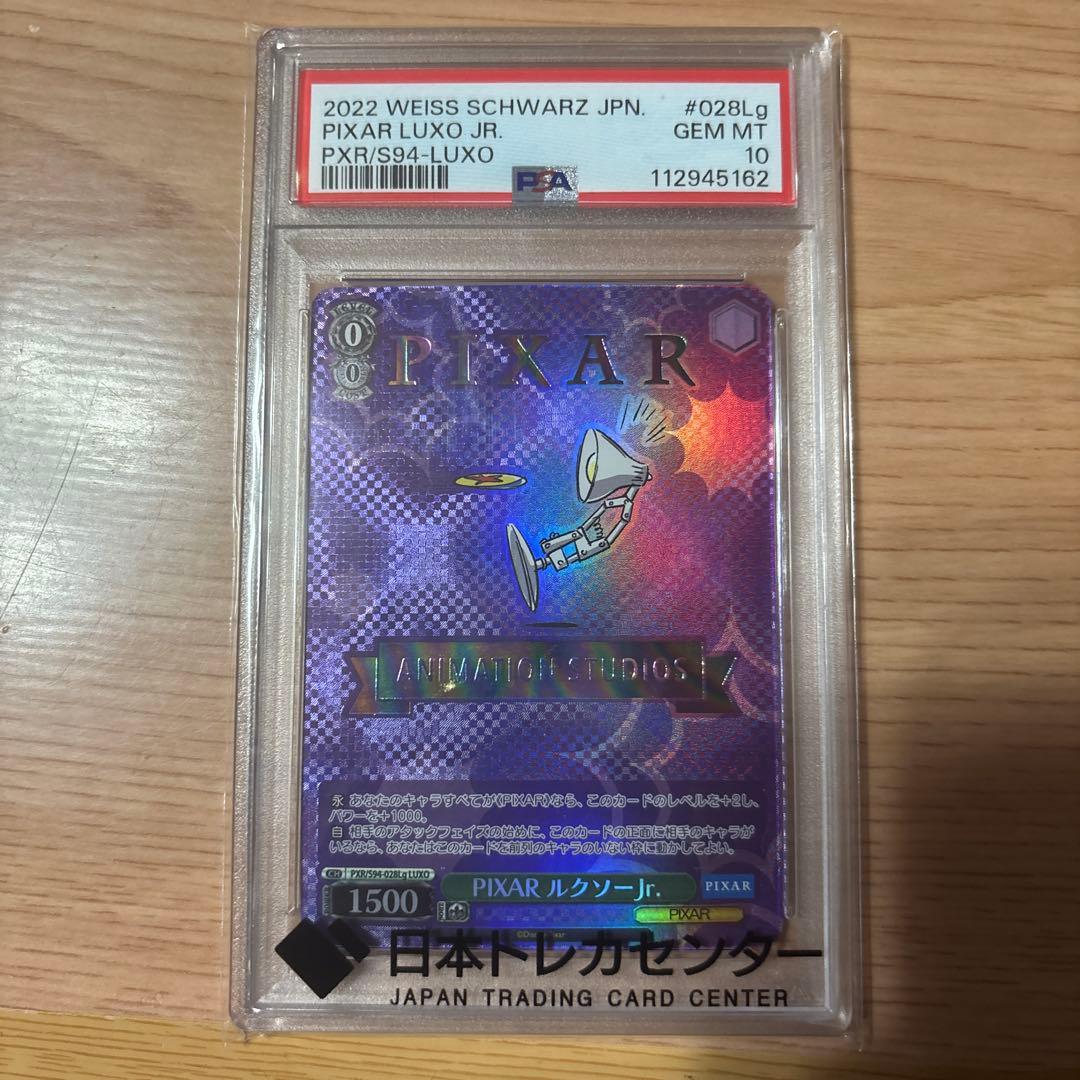 2022 WEISS SCHWARZ JPN. #028Lg
PIXAR LUXO JR. GEM MT
PXR/S94-LUXO 10
PSA 112945162
0
0
PIXAR
ANIMATION STUDIOS
永 あなたのキャラすべてが《PIXAR》なら、このカードのレベルを+2し、
パワーを+1000。
自 相手のアタックフェイズの始めに、このカードの正面に相手のキャラが
いるなら、あなたはこのカードを前列のキャラのいない枠に動かしてよい。
CH PXR/S94-028Lg LUXO
1500 PIXAR ルクソーJr. PIXAR
PIXAR
日本トレカセンター
JAPAN TRADING CARD CENTER